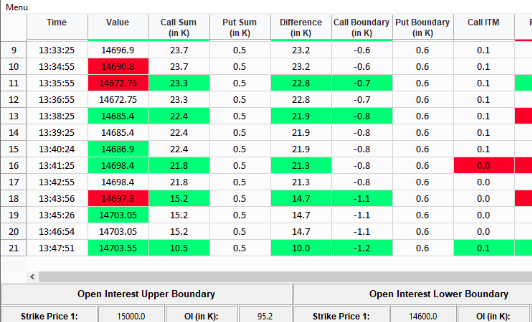 Menu
Time Value Call Sum (in K) Put Sum (in K) Difference (in K) Call Boundary (in K) Put Boundary (in K) Call ITM
9 13:33:25 14696.9 23.7 0.5 23.2 -0.6 0.6 0.1
10 13:34:55 14690.8 23.7 0.5 23.2 -0.6 0.6 0.1
11 13:35:55 14672.75 23.3 0.5 22.8 -0.7 0.6 0.1
12 13:36:55 14672.75 23.3 0.5 22.8 -0.7 0.6 0.1
13 13:38:25 14685.4 22.4 0.5 21.9 -0.8 0.6 0.1
14 13:39:25 14685.4 22.4 0.5 21.9 -0.8 0.6 0.1
15 13:40:24 14686.9 22.4 0.5 21.9 -0.8 0.6 0.1
16 13:41:25 14698.4 21.8 0.5 21.3 -0.8 0.6 0.0
17 13:42:55 14698.4 21.8 0.5 21.3 -0.8 0.6 0.0
18 13:43:56 14697.3 15.2 0.5 14.7 -1.1 0.6 0.0
19 13:45:26 14703.05 15.2 0.5 14.7 -1.1 0.6 0.0
20 13:46:54 14703.05 15.2 0.5 14.7 -1.1 0.6 0.0
21 13:47:51 14703.55 10.5 0.5 10.0 -1.2 0.6 0.1
Open Interest Upper Boundary Open Interest Lower Boundary
Strike Price 1: 15000.0 OI (in K): 95.2 Strike Price 1: 14600.0 OI (in K):